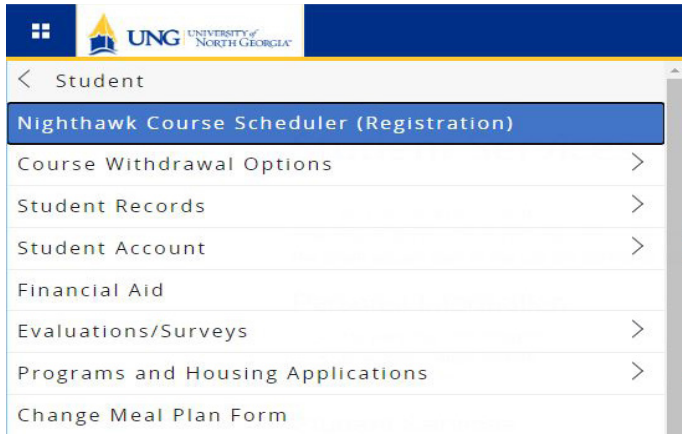 UNG UNIVERSITY of
NORTH GEORGIA
< Student
Nighthawk Course Scheduler (Registration)
Course Withdrawal Options
Student Records
Student Account
Financial Aid
Evaluations/Surveys
Programs and Housing Applications
Change Meal Plan Form